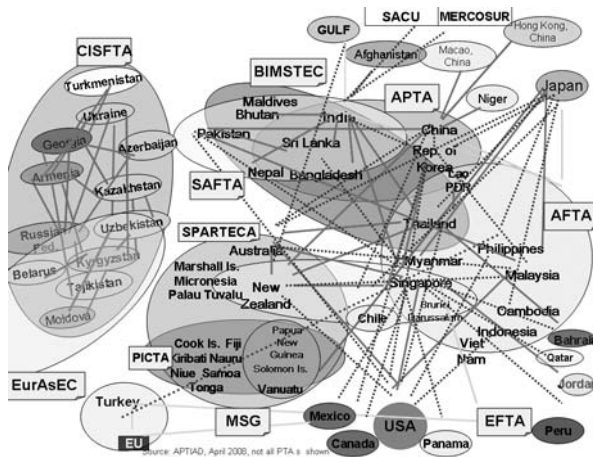 SACU
MERCOSUR
GULF
Hong Kong,
China
Macao,
China
Afghanistan
CISFTA
Turkmenistan
BIMSTEC
Japan
Ukraine
Maldives
Bhutan
India
APTA
Niger
Georgia
Azerbaijan
Pakistan
Sri Lanka
China
Rep. of
Korea
Armenia
Kazakhstan
Nepal
Bangladesh
Lao
PDR
SAFTA
Russian
Fed.
Uzbekistan
Thailand
AFTA
SPARTECA
Australia
Philippines
Belarus
Kyrgyzstan
Marshall Is.
Micronesia
Palau Tuvalu
New
Zealand
Myanmar
Singapore
Malaysia
Tajikistan
Brunei
Darussalam
Cambodia
Moldova
Chile
Indonesia
Papua
New
Guinea
Solomon Is.
Vanuatu
PICTA
Cook Is. Fiji
Kiribati Nauru
Niue Samoa
Tonga
Viet
Nam
Bahrain
Qatar
Jordan
EurAsEC
Turkey
MSG
Mexico
USA
EFTA
Peru
EU
Canada
Panama
Source: APTIAD, April 2008, not all PTA s shown